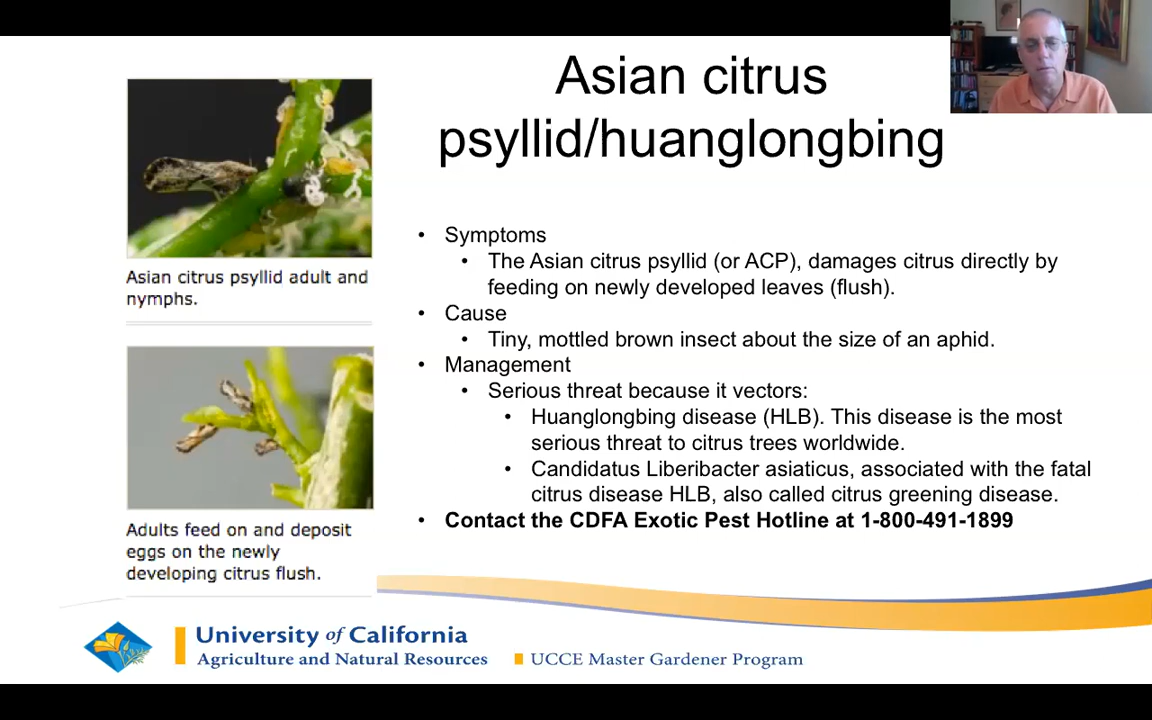 Asian citrus
psyllid/huanglongbing
Asian citrus psyllid adult and
nymphs.
Adults feed on and deposit
eggs on the newly
developing citrus flush.
• Symptoms
• The Asian citrus psyllid (or ACP), damages citrus directly by
feeding on newly developed leaves (flush).
• Cause
• Tiny, mottled brown insect about the size of an aphid.
• Management
• Serious threat because it vectors:
• Huanglongbing disease (HLB). This disease is the most
serious threat to citrus trees worldwide.
• Candidatus Liberibacter asiaticus, associated with the fatal
citrus disease HLB, also called citrus greening disease.
• Contact the CDFA Exotic Pest Hotline at 1-800-491-1899
University of California
Agriculture and Natural Resources
UCCE Master Gardener Program